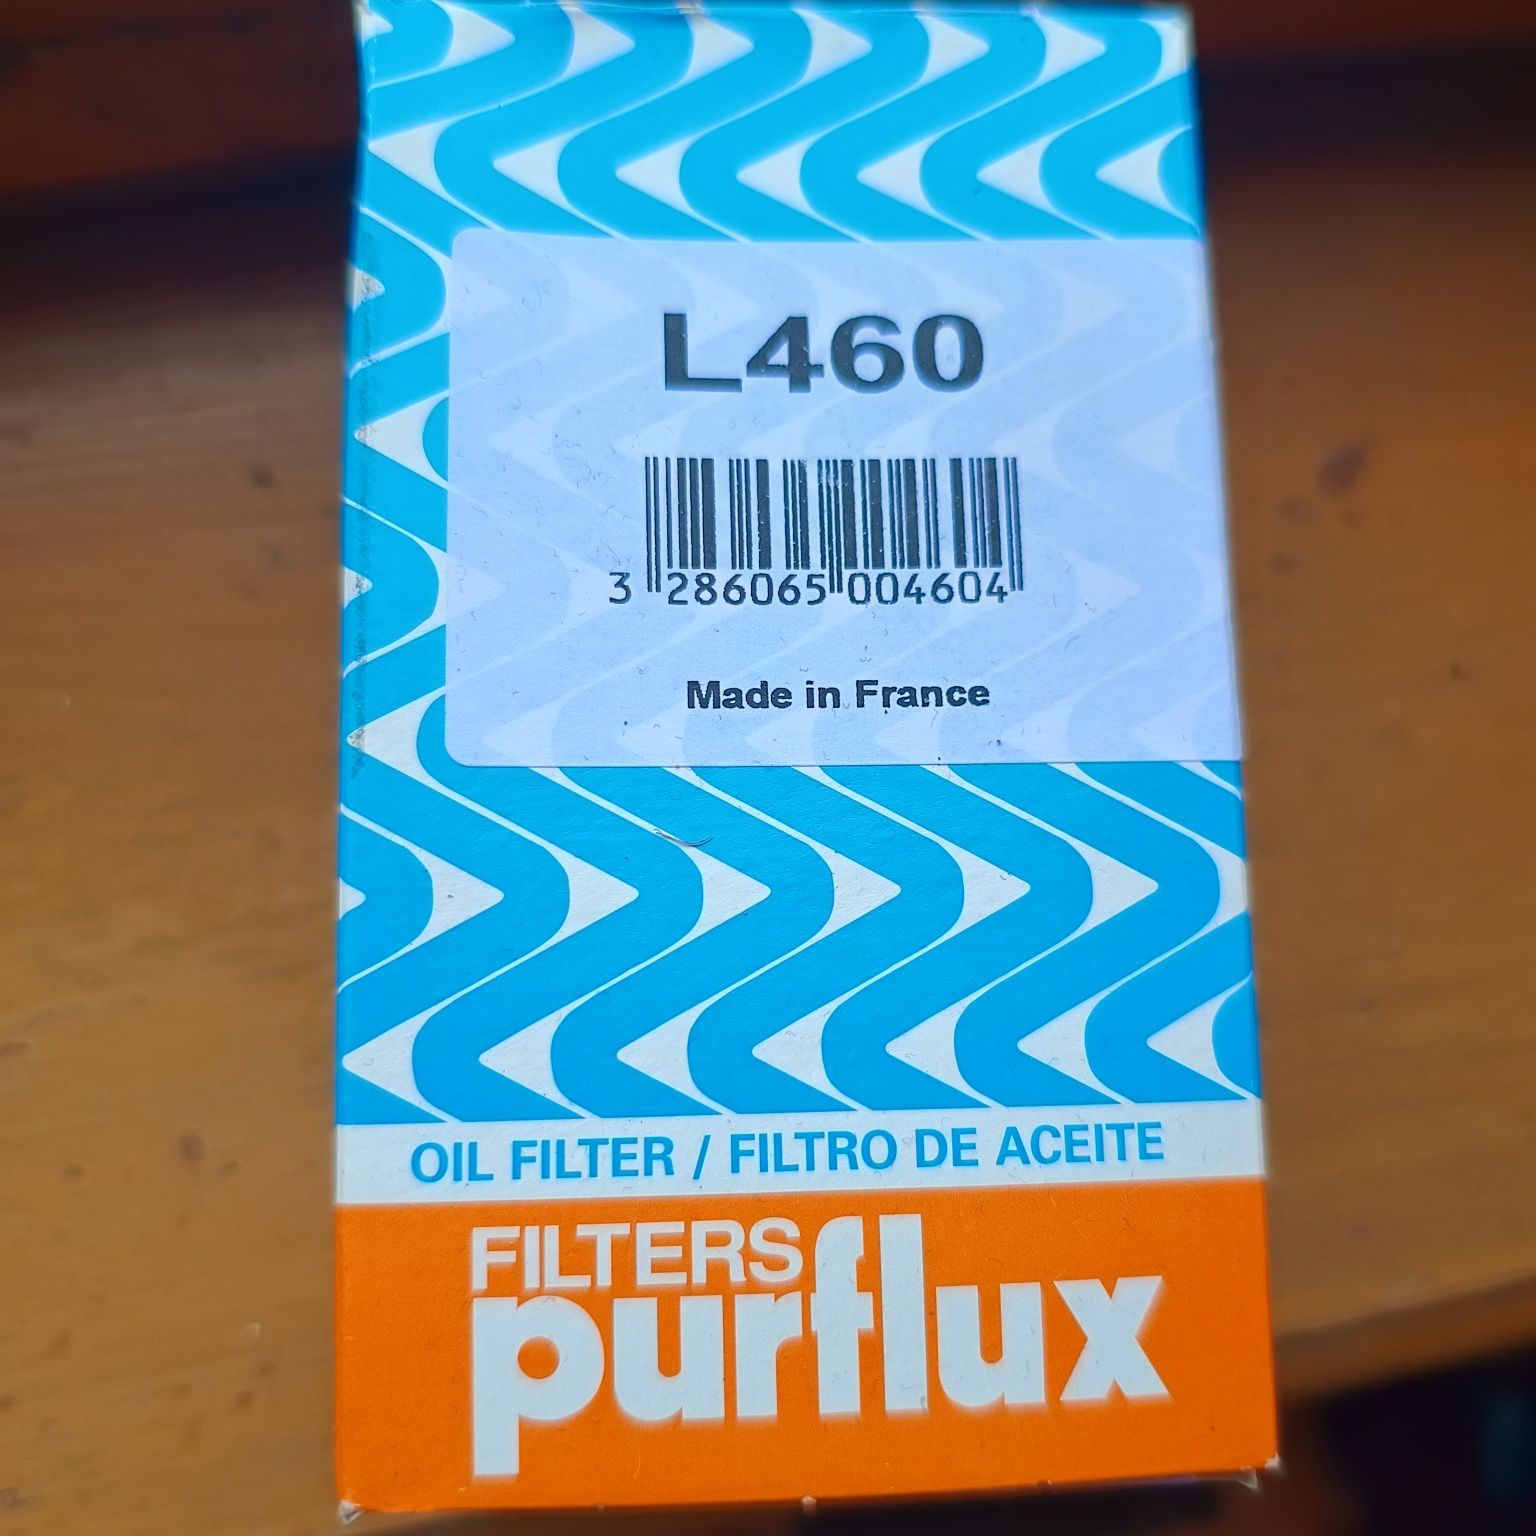 L460
3 286065 004604
Made in France
OIL FILTER / FILTRO DE ACEITE
FILTERS
purflux